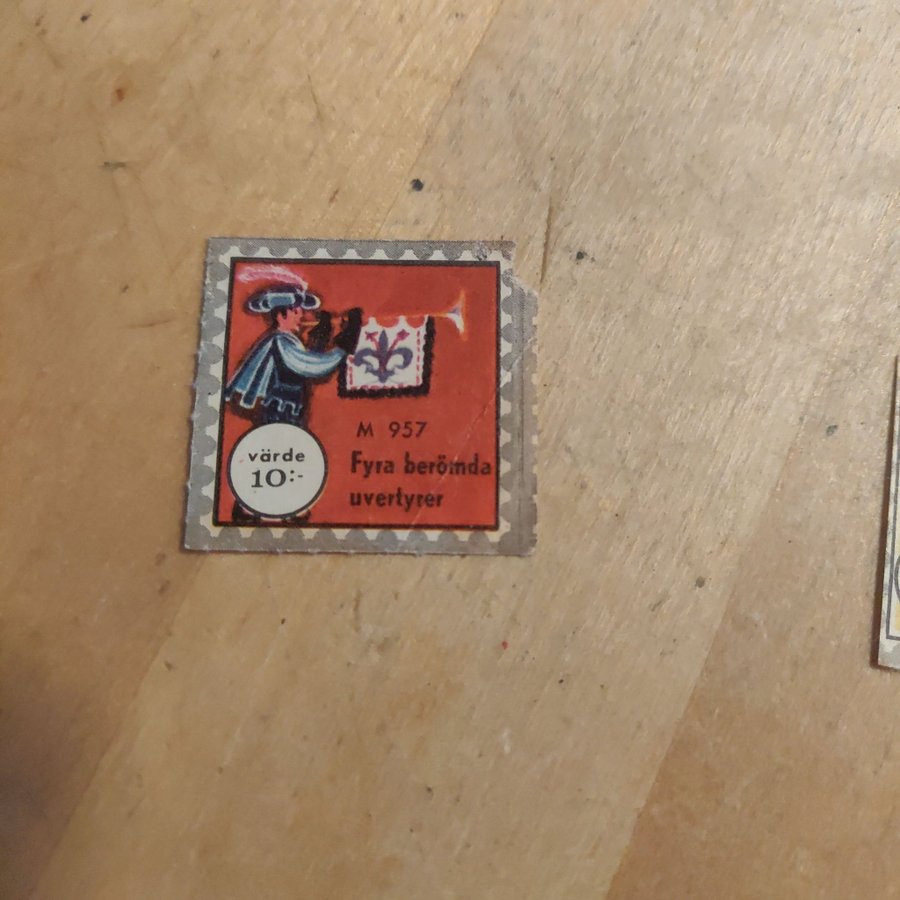 M 957
Fyra berömda
uvertyrer
värde
10:-